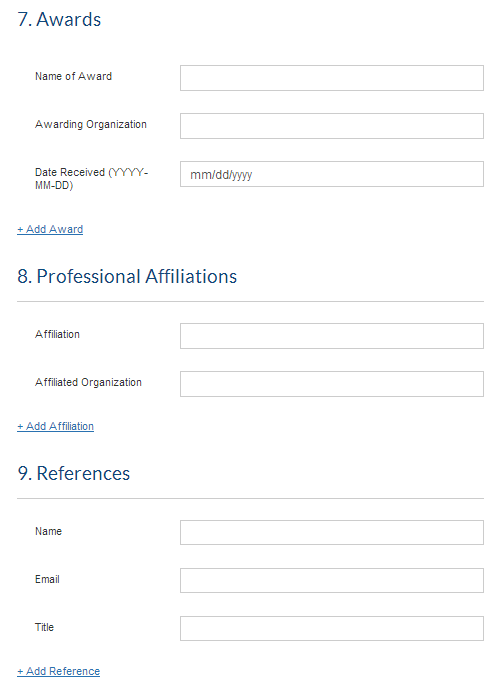 7. Awards
Name of Award
Awarding Organization
Date Received (YYYY-
MM-DD)
mm/dd/yyyy
+ Add Award
8. Professional Affiliations
Affiliation
Affiliated Organization
+ Add Affiliation
9. References
Name
Email
Title
+ Add Reference